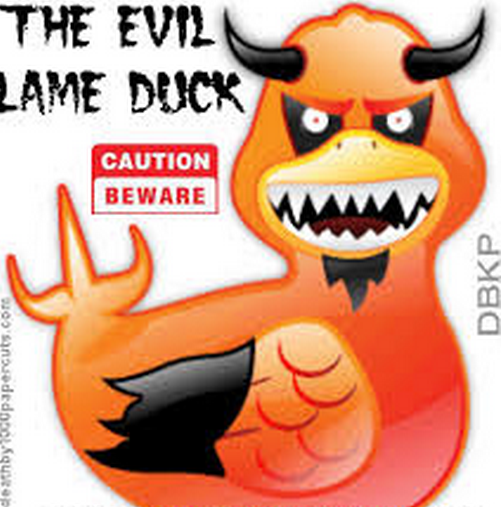 THE EVIL
LAME DUCK
CAUTION
BEWARE
DBKP
deathby1000papercuts.com